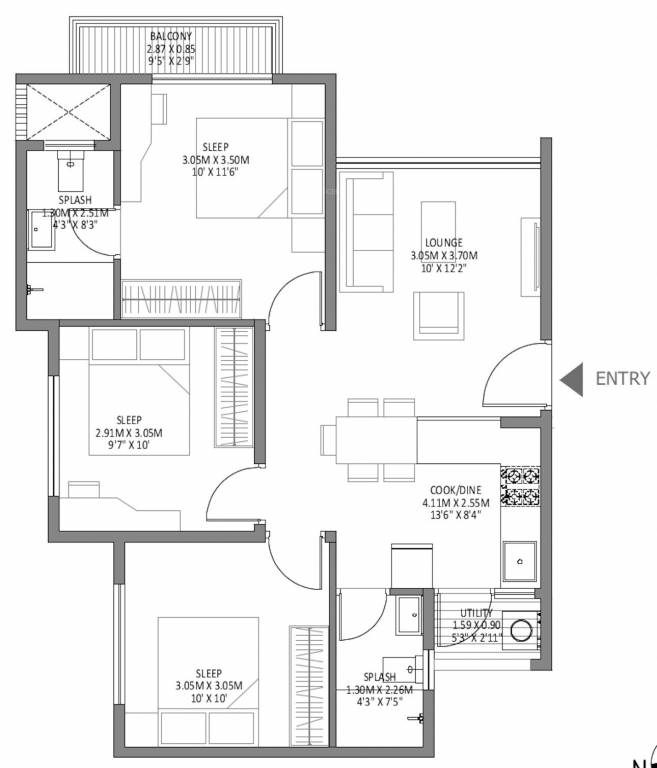 BALCONY
2.87 X 0.85
9'5" X 2'9"
SLEEP
3.05M X 3.50M
10' X 11'6"
SPLASH
1.30M X 2.51M
4'3" X 8'3"
LOUNGE
3.05M X 3.70M
10' X 12'2"
ENTRY
SLEEP
2.91M X 3.05M
9'7" X 10'
COOK/DINE
4.11M X 2.55M
13'6" X 8'4"
UTILITY
1.59 X 0.90
5'3" X 2'11"
SLEEP
3.05M X 3.05M
10' X 10'
SPLASH
1.30M X 2.26M
4'3" X 7'5"
N